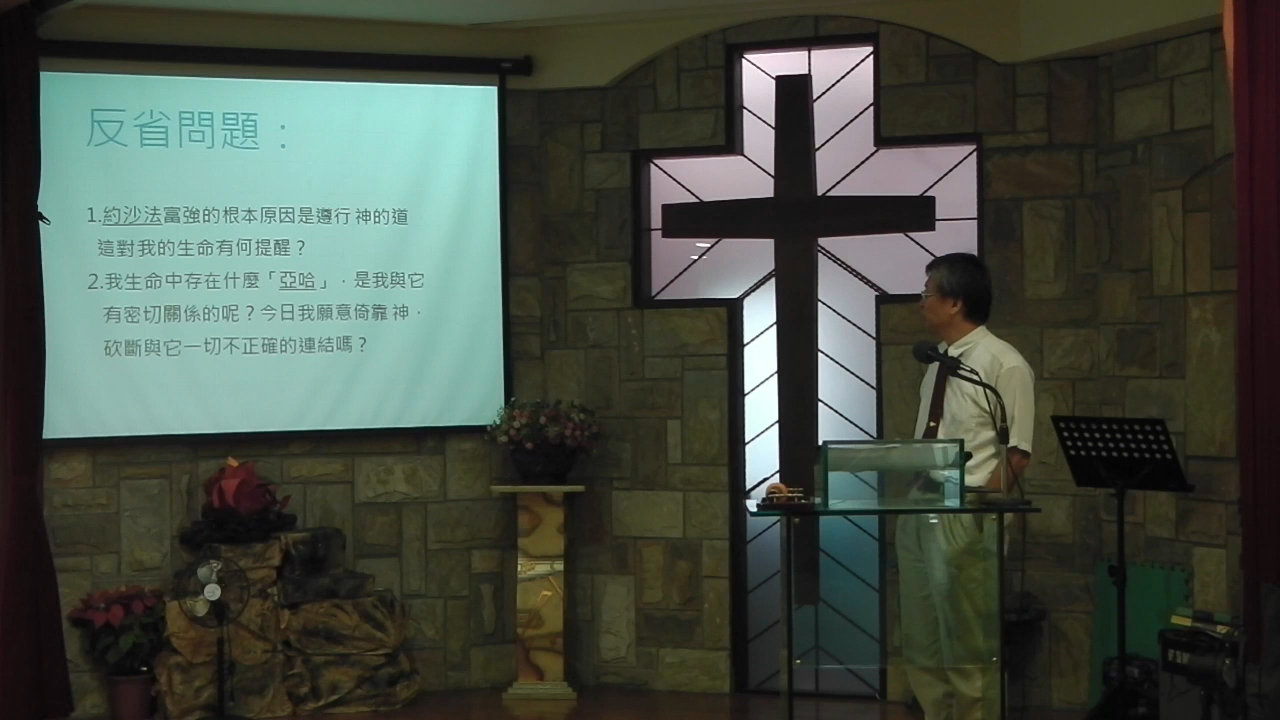 反省問題：
1.約沙法富強的根本原因是遵行 神的道
這對我的生命有何提醒？
2.我生命中存在什麼「亞哈」，是我與它
有密切關係的呢？今日我願意倚靠 神，
砍斷與它一切不正確的連結嗎？